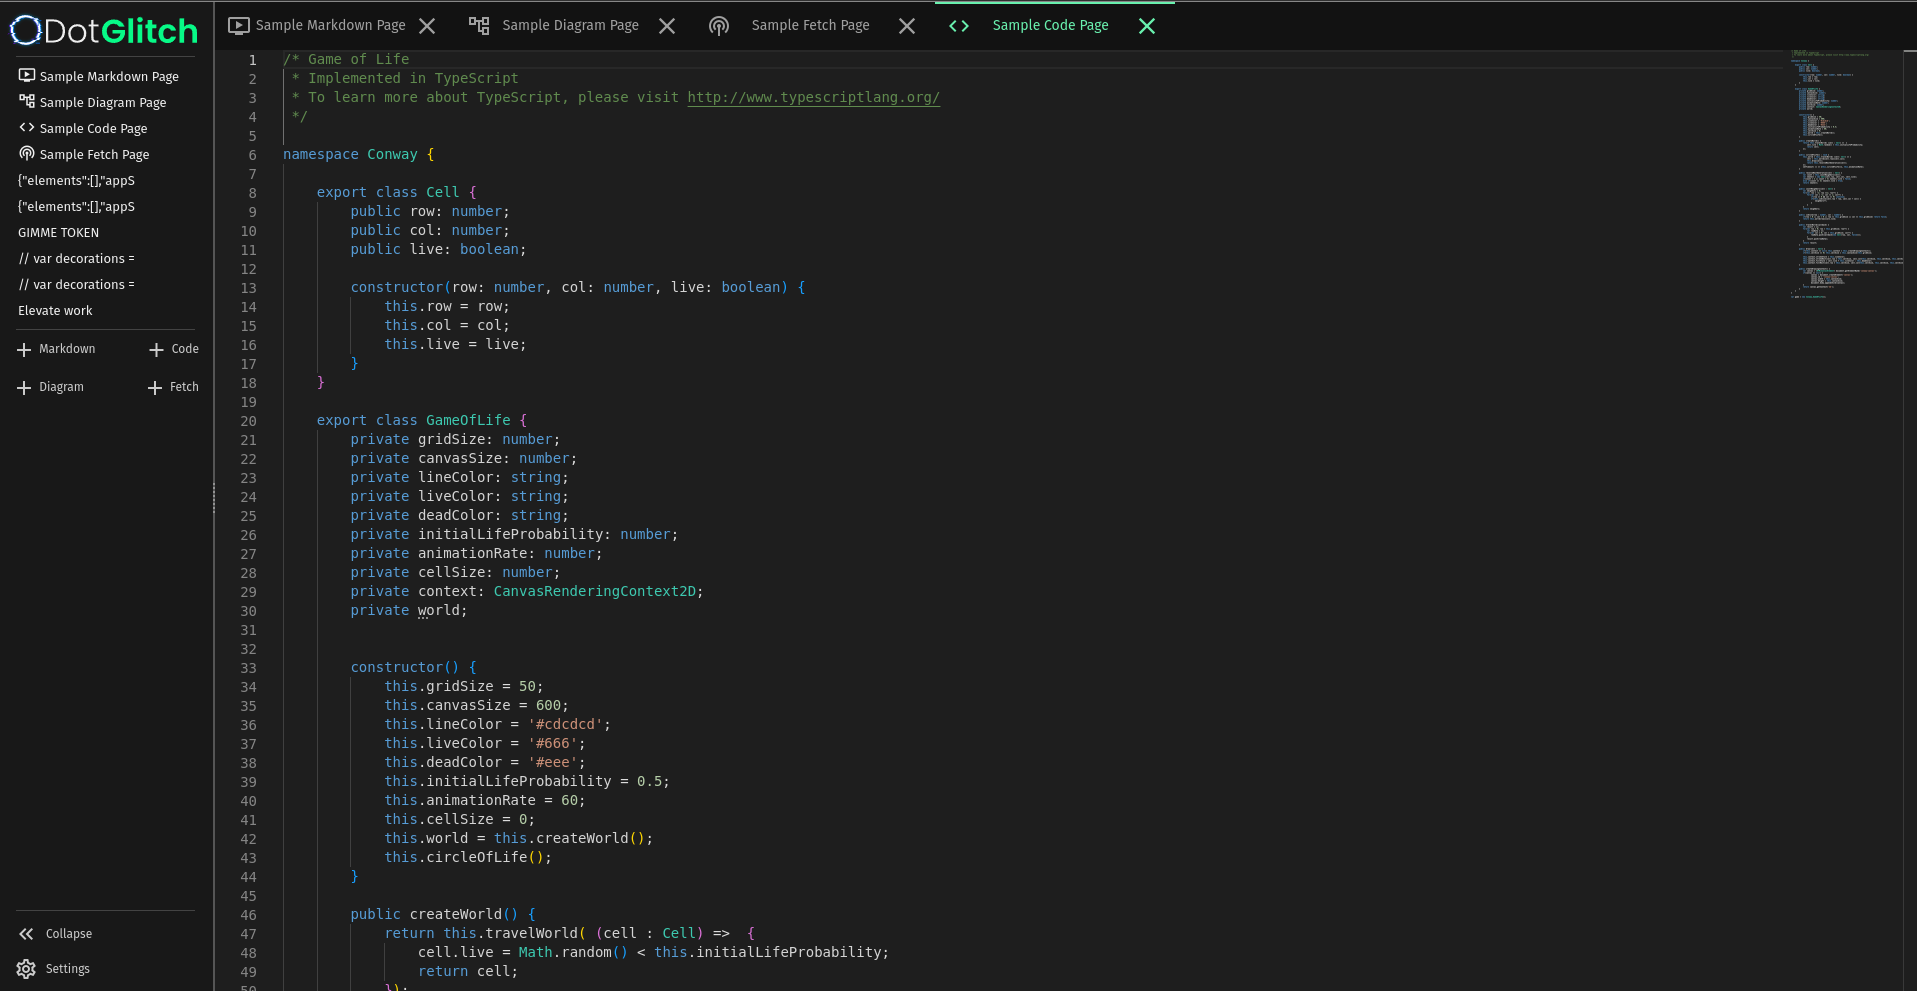 DotGlitch
Sample Markdown Page
Sample Diagram Page
Sample Code Page
Sample Fetch Page
{"elements":[],"appS
{"elements":[],"appS
GIMME TOKEN
// var decorations =
// var decorations =
Elevate work
Markdown
Code
Diagram
Fetch
Collapse
Settings
Sample Markdown Page
Sample Diagram Page
Sample Fetch Page
Sample Code Page
1 /* Game of Life
2  * Implemented in TypeScript
3  * To learn more about TypeScript, please visit http://www.typescriptlang.org/
4  */
5
6 namespace Conway {
7
8     export class Cell {
9         public row: number;
10         public col: number;
11         public live: boolean;
12
13         constructor(row: number, col: number, live: boolean) {
14             this.row = row;
15             this.col = col;
16             this.live = live;
17         }
18     }
19
20     export class GameOfLife {
21         private gridSize: number;
22         private canvasSize: number;
23         private lineColor: string;
24         private liveColor: string;
25         private deadColor: string;
26         private initialLifeProbability: number;
27         private animationRate: number;
28         private cellSize: number;
29         private context: CanvasRenderingContext2D;
30         private world;
31
32
33         constructor() {
34             this.gridSize = 50;
35             this.canvasSize = 600;
36             this.lineColor = '#cdcdcd';
37             this.liveColor = '#666';
38             this.deadColor = '#eee';
39             this.initialLifeProbability = 0.5;
40             this.animationRate = 60;
41             this.cellSize = 0;
42             this.world = this.createWorld();
43             this.circleOfLife();
44         }
45
46         public createWorld() {
47             return this.travelWorld( (cell : Cell) =>  {
48                 cell.live = Math.random() < this.initialLifeProbability;
49                 return cell;
50             });